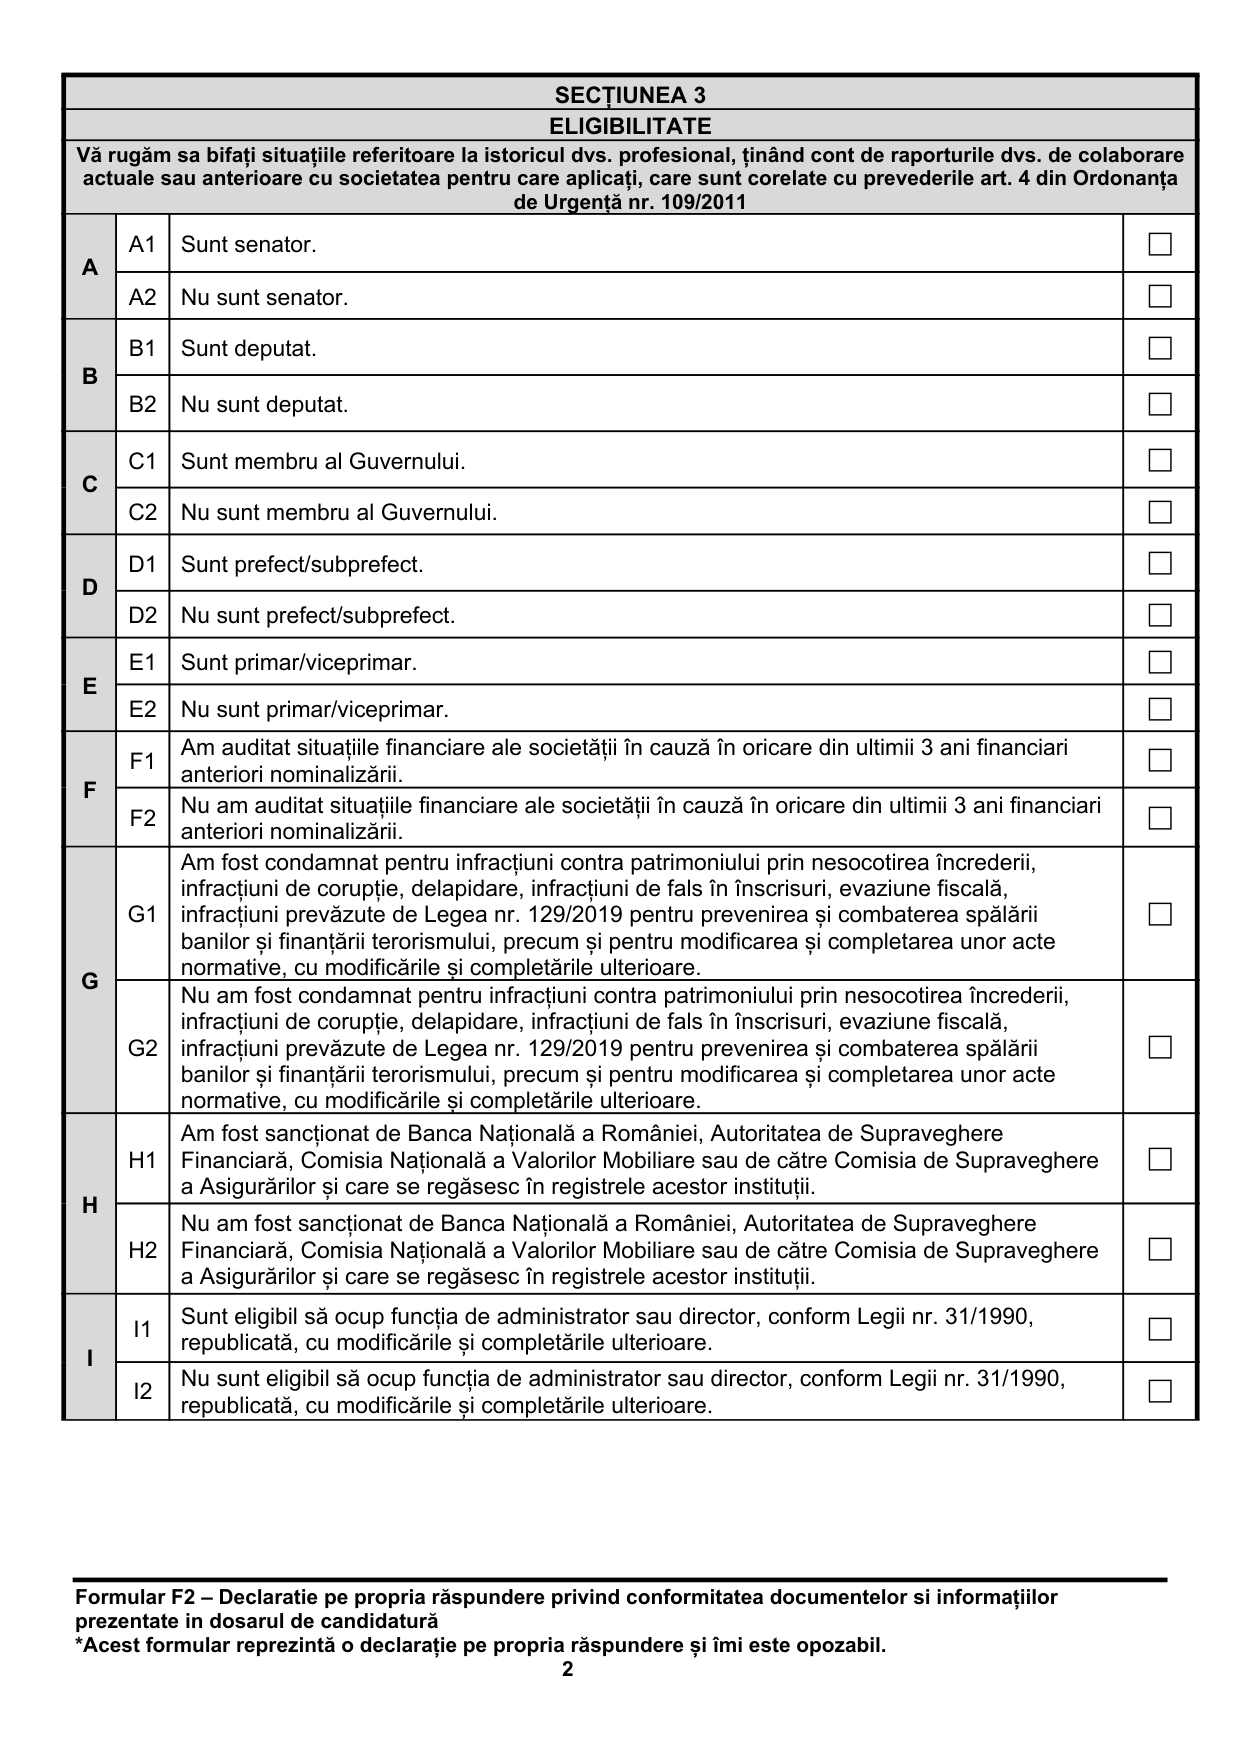 SECȚIUNEA 3
ELIGIBILITATE
Vă rugăm sa bifați situațiile referitoare la istoricul dvs. profesional, ținând cont de raporturile dvs. de colaborare
actuale sau anterioare cu societatea pentru care aplicați, care sunt corelate cu prevederile art. 4 din Ordonanța
de Urgență nr. 109/2011
A
A1 Sunt senator. ☐
A2 Nu sunt senator. ☐
B
B1 Sunt deputat. ☐
B2 Nu sunt deputat. ☐
C
C1 Sunt membru al Guvernului. ☐
C2 Nu sunt membru al Guvernului. ☐
D
D1 Sunt prefect/subprefect. ☐
D2 Nu sunt prefect/subprefect. ☐
E
E1 Sunt primar/viceprimar. ☐
E2 Nu sunt primar/viceprimar. ☐
F
F1 Am auditat situațiile financiare ale societății în cauză în oricare din ultimii 3 ani financiari
anteriori nominalizării. ☐
F2 Nu am auditat situațiile financiare ale societății în cauză în oricare din ultimii 3 ani financiari
anteriori nominalizării. ☐
G
G1 Am fost condamnat pentru infracțiuni contra patrimoniului prin nesocotirea încrederii,
infracțiuni de corupție, delapidare, infracțiuni de fals în înscrisuri, evaziune fiscală,
infracțiuni prevăzute de Legea nr. 129/2019 pentru prevenirea și combaterea spălării
banilor și finanțării terorismului, precum și pentru modificarea și completarea unor acte
normative, cu modificările și completările ulterioare. ☐
G2 Nu am fost condamnat pentru infracțiuni contra patrimoniului prin nesocotirea încrederii,
infracțiuni de corupție, delapidare, infracțiuni de fals în înscrisuri, evaziune fiscală,
infracțiuni prevăzute de Legea nr. 129/2019 pentru prevenirea și combaterea spălării
banilor și finanțării terorismului, precum și pentru modificarea și completarea unor acte
normative, cu modificările și completările ulterioare. ☐
H
H1 Am fost sancționat de Banca Națională a României, Autoritatea de Supraveghere
Financiară, Comisia Națională a Valorilor Mobiliare sau de către Comisia de Supraveghere
a Asigurărilor și care se regăsesc în registrele acestor instituții. ☐
H2 Nu am fost sancționat de Banca Națională a României, Autoritatea de Supraveghere
Financiară, Comisia Națională a Valorilor Mobiliare sau de către Comisia de Supraveghere
a Asigurărilor și care se regăsesc în registrele acestor instituții. ☐
I
I1 Sunt eligibil să ocup funcția de administrator sau director, conform Legii nr. 31/1990,
republicată, cu modificările și completările ulterioare. ☐
I2 Nu sunt eligibil să ocup funcția de administrator sau director, conform Legii nr. 31/1990,
republicată, cu modificările și completările ulterioare. ☐
Formular F2 – Declaratie pe propria răspundere privind conformitatea documentelor si informațiilor
prezentate in dosarul de candidatură
*Acest formular reprezintă o declarație pe propria răspundere și îmi este opozabil.
2